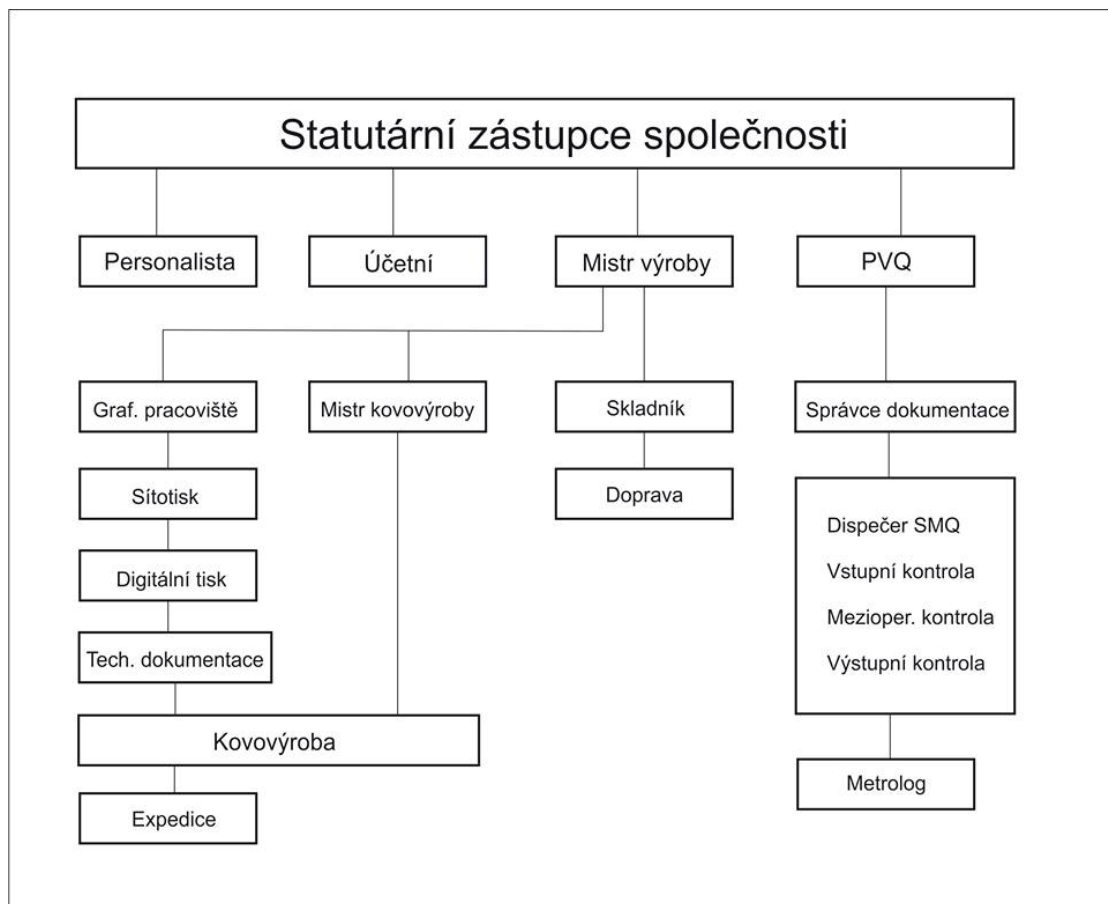 Statutární zástupce společnosti
Personalista
Účetní
Mistr výroby
PVQ
Graf. pracoviště
Mistr kovovýroby
Skladník
Správce dokumentace
Sítotisk
Doprava
Dispečer SMQ
Vstupní kontrola
Mezioper. kontrola
Výstupní kontrola
Digitální tisk
Tech. dokumentace
Kovovýroba
Metrolog
Expedice